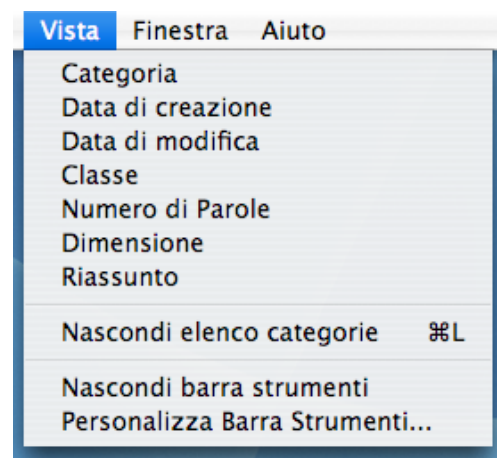 Vista Finestra Aiuto
Categoria
Data di creazione
Data di modifica
Classe
Numero di Parole
Dimensione
Riassunto
Nascondi elenco categorie ⌘L
Nascondi barra strumenti
Personalizza Barra Strumenti...